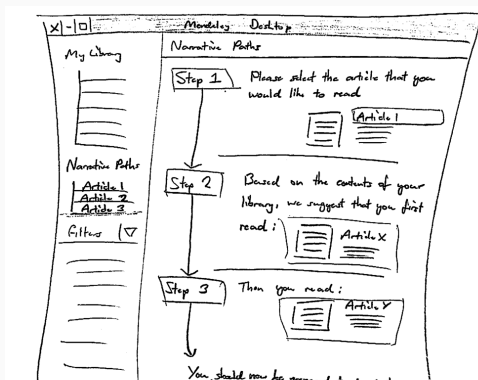 Mendeley Desktop
My Library
Narrative Paths
Article 1
Article 2
Article 3
Filters
Narrative Paths
Step 1
Please select the article that you
would like to read
Article 1
Step 2
Based on the contents of your
library, we suggest that you first
read:
Article X
Step 3
Then you read:
Article Y
You should now be